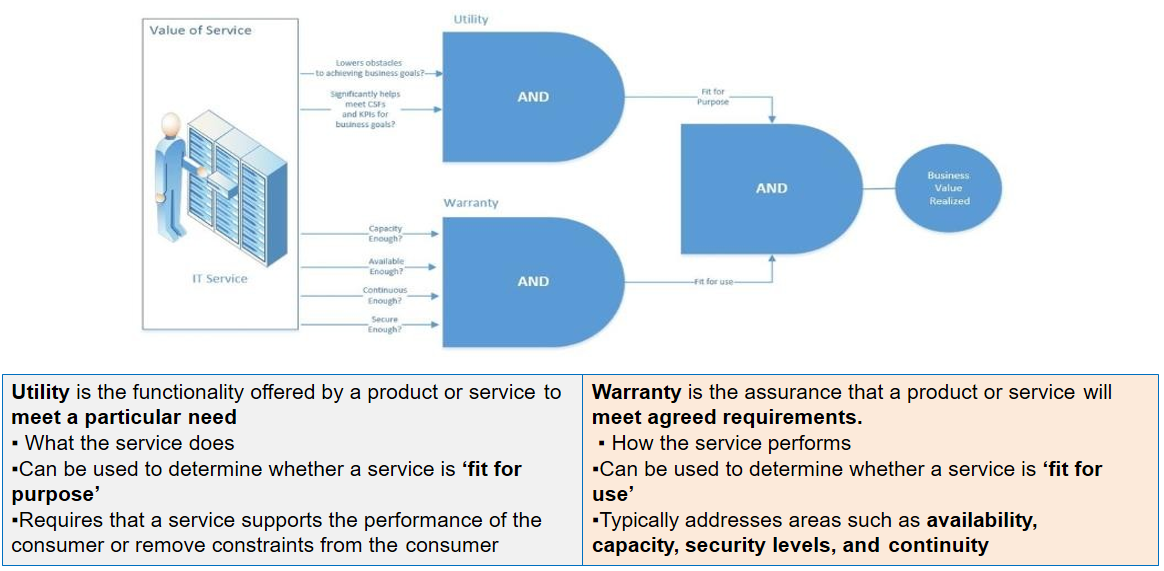 Utility
Value of Service
Lowers obstacles
to achieving business goals?
Significantly helps
meet CSFs
and KPIs for
business goals?
AND
Fit for
Purpose
AND
Business
Value
Realized
Warranty
Capacity
Enough?
Available
Enough?
Continuous
Enough?
Secure
Enough?
AND
Fit for use
IT Service
Utility is the functionality offered by a product or service to
meet a particular need
▪ What the service does
▪Can be used to determine whether a service is ‘fit for
purpose’
▪Requires that a service supports the performance of the
consumer or remove constraints from the consumer
Warranty is the assurance that a product or service will
meet agreed requirements.
▪ How the service performs
▪Can be used to determine whether a service is ‘fit for
use’
▪Typically addresses areas such as availability,
capacity, security levels, and continuity